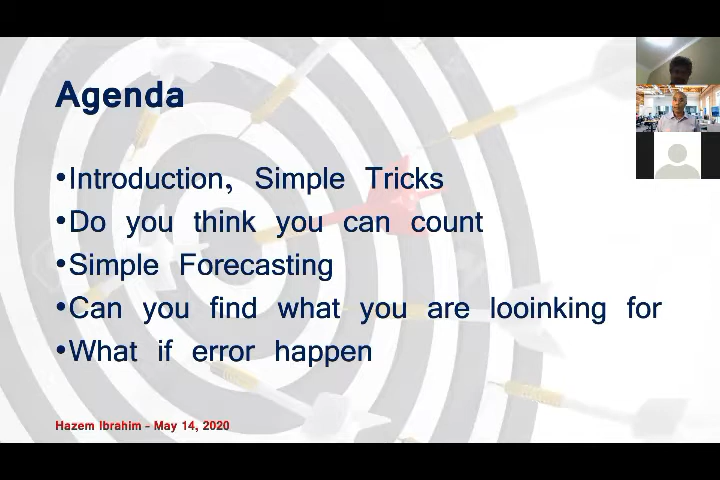 Agenda
•Introduction, Simple Tricks
•Do you think you can count
•Simple Forecasting
•Can you find what you are looinking for
•What if error happen
Hazem Ibrahim - May 14, 2020